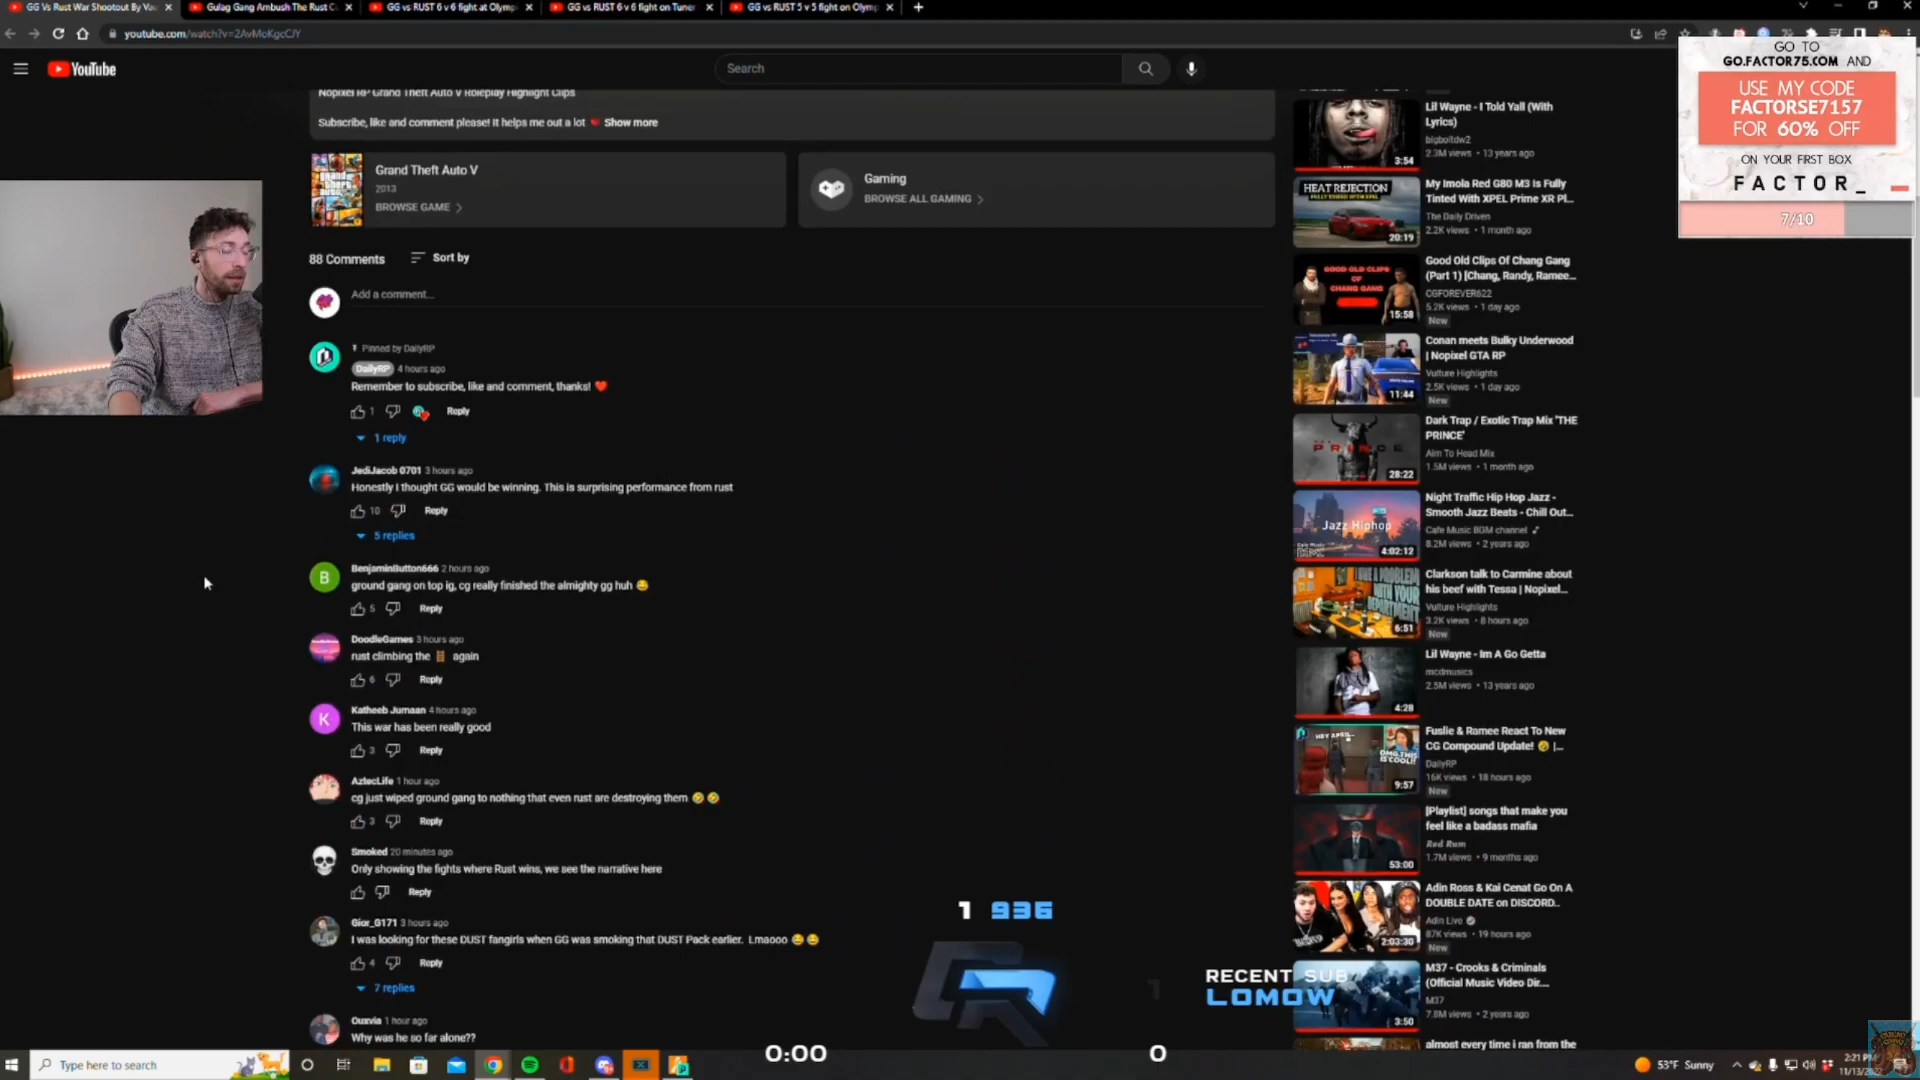 GG Vs Rust War Shootout By Vau
Gulag Gang Ambush The Rust C
GG vs RUST 6 v 6 fight at Olymp
GG vs RUST 6 v 6 fight on Tuner
GG vs RUST 5 v 5 fight on Olymp
youtube.com/watch?v=2AvMoKgcCJY
YouTube
Search
GO TO
GO.FACTOR75.COM AND
USE MY CODE
FACTORSE7157
FOR 60% OFF
ON YOUR FIRST BOX
FACTOR_
7/10
Nopixel RP Grand Theft Auto V Roleplay Highlight Clips
Subscribe, like and comment please! It helps me out a lot ❤ Show more
Grand Theft Auto V
2013
BROWSE GAME
Gaming
BROWSE ALL GAMING
88 Comments
Sort by
Add a comment...
Pinned by DailyRP
DailyRP 4 hours ago
Remember to subscribe, like and comment, thanks! ❤
1 Reply
1 reply
JediJacob 0701 3 hours ago
Honestly I thought GG would be winning. This is surprising performance from rust
10 Reply
5 replies
BenjaminButton666 2 hours ago
ground gang on top ig, cg really finished the almighty gg huh 😂
5 Reply
DoodleGames 3 hours ago
rust climbing the 🪜 again
6 Reply
Katheeb Jumaan 4 hours ago
This war has been really good
3 Reply
AztecLife 1 hour ago
cg just wiped ground gang to nothing that even rust are destroying them 🤣 🤣
3 Reply
Smoked 20 minutes ago
Only showing the fights where Rust wins, we see the narrative here
Reply
Gior_G171 3 hours ago
I was looking for these DUST fangirls when GG was smoking that DUST Pack earlier. Lmaooo 😂 😂
4 Reply
7 replies
Ouxvia 1 hour ago
Why was he so far alone??
Lil Wayne - I Told Yall (With
Lyrics)
bigboitdw2
2.3M views • 13 years ago
3:54
HEAT REJECTION
My Imola Red G80 M3 Is Fully
Tinted With XPEL Prime XR Pl...
The Daily Driven
2.2K views • 1 month ago
20:19
GOOD OLD CLIPS
OF
CHANG GANG
Good Old Clips Of Chang Gang
(Part 1) [Chang, Randy, Ramee...
CGFOREVER622
5.2K views • 1 day ago
New
15:58
Conan meets Bulky Underwood
| Nopixel GTA RP
Vulture Highlights
2.5K views • 1 day ago
New
11:44
Dark Trap / Exotic Trap Mix 'THE
PRINCE'
Aim To Head Mix
1.5M views • 1 month ago
PRINCE
28:22
Night Traffic Hip Hop Jazz -
Smooth Jazz Beats - Chill Out...
Cafe Music BGM channel
8.2M views • 2 years ago
Jazz Hiphop
4:02:12
Clarkson talk to Carmine about
his beef with Tessa | Nopixel...
Vulture Highlights
3.2K views • 8 hours ago
New
I HAVE A PROBLEM
WITH YOUR
DEPARTMENT
6:51
Lil Wayne - Im A Go Getta
mcdmusics
2.5M views • 13 years ago
4:28
HEY APRIL...
OMG, THIS
IS COOL!!
Fuslie & Ramee React To New
CG Compound Update! 🤣 |...
DailyRP
16K views • 18 hours ago
New
9:57
[Playlist] songs that make you
feel like a badass mafia
Red Rum
1.7M views • 9 months ago
53:00
Adin Ross & Kai Cenat Go On A
DOUBLE DATE on DISCORD..
Adin Live
87K views • 19 hours ago
New
2:03:30
M37 - Crooks & Criminals
(Official Music Video Dir....
M37
7.8M views • 2 years ago
3:50
almost every time i ran from the
1 936
RECENT SUB
LOMOW
0:00
0
Type here to search
53°F Sunny
2:21 PM